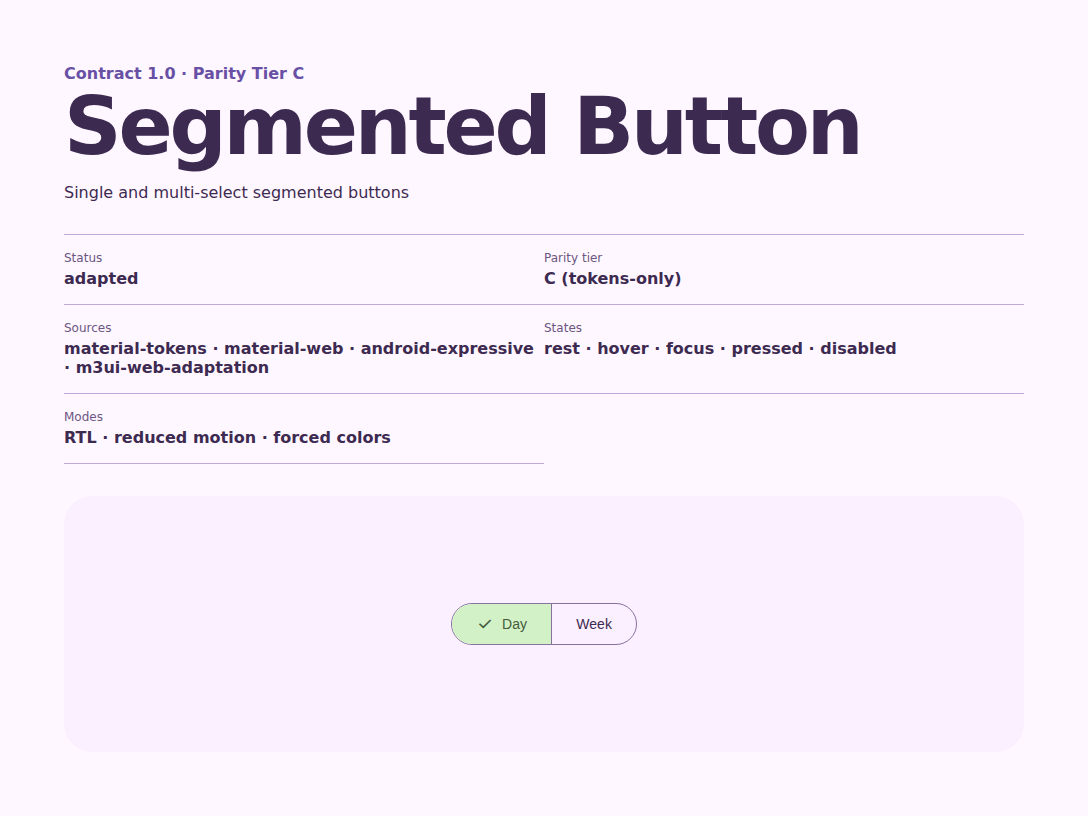 Contract 1.0 · Parity Tier C
Segmented Button
Single and multi-select segmented buttons
Status
adapted
Parity tier
C (tokens-only)
Sources
material-tokens · material-web · android-expressive
· m3ui-web-adaptation
States
rest · hover · focus · pressed · disabled
Modes
RTL · reduced motion · forced colors
Day
Week